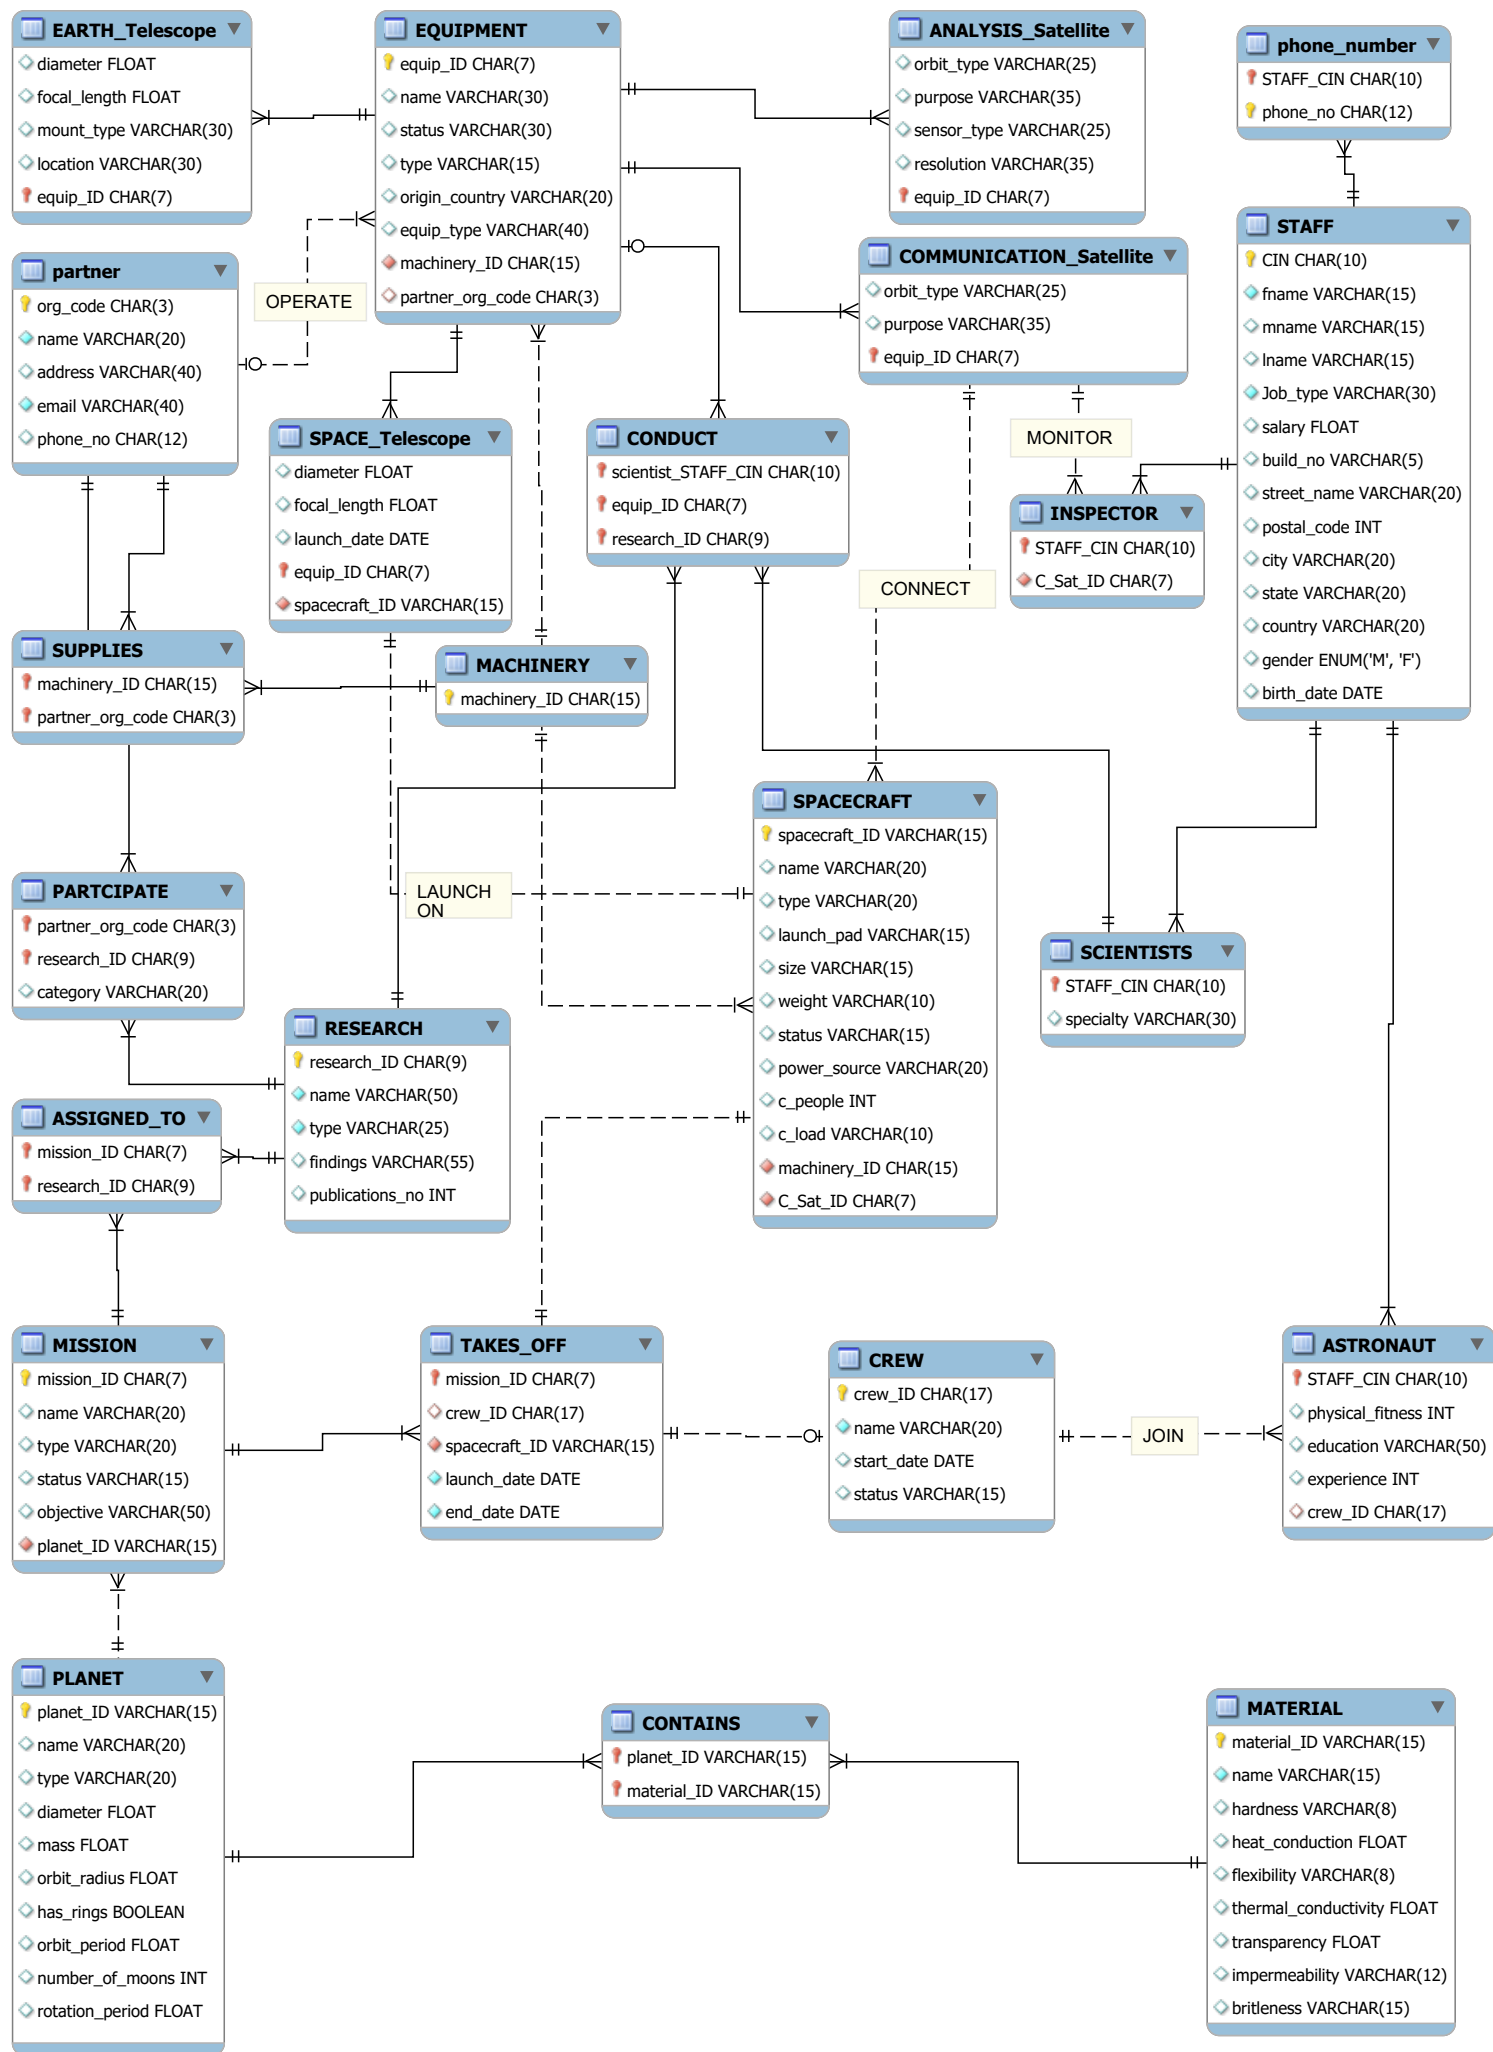 EARTH_Telescope
diameter FLOAT
focal_length FLOAT
mount_type VARCHAR(30)
location VARCHAR(30)
equip_ID CHAR(7)
EQUIPMENT
equip_ID CHAR(7)
name VARCHAR(30)
status VARCHAR(30)
type VARCHAR(15)
origin_country VARCHAR(20)
equip_type VARCHAR(40)
machinery_ID CHAR(15)
partner_org_code CHAR(3)
ANALYSIS_Satellite
orbit_type VARCHAR(25)
purpose VARCHAR(35)
sensor_type VARCHAR(25)
resolution VARCHAR(35)
equip_ID CHAR(7)
phone_number
STAFF_CIN CHAR(10)
phone_no CHAR(12)
partner
org_code CHAR(3)
name VARCHAR(20)
address VARCHAR(40)
email VARCHAR(40)
phone_no CHAR(12)
OPERATE
COMMUNICATION_Satellite
orbit_type VARCHAR(25)
purpose VARCHAR(35)
equip_ID CHAR(7)
STAFF
CIN CHAR(10)
fname VARCHAR(15)
mname VARCHAR(15)
lname VARCHAR(15)
Job_type VARCHAR(30)
salary FLOAT
build_no VARCHAR(5)
street_name VARCHAR(20)
postal_code INT
city VARCHAR(20)
state VARCHAR(20)
country VARCHAR(20)
gender ENUM('M', 'F')
birth_date DATE
SPACE_Telescope
diameter FLOAT
focal_length FLOAT
launch_date DATE
equip_ID CHAR(7)
spacecraft_ID VARCHAR(15)
CONDUCT
scientist_STAFF_CIN CHAR(10)
equip_ID CHAR(7)
research_ID CHAR(9)
MONITOR
INSPECTOR
STAFF_CIN CHAR(10)
C_Sat_ID CHAR(7)
CONNECT
SUPPLIES
machinery_ID CHAR(15)
partner_org_code CHAR(3)
MACHINERY
machinery_ID CHAR(15)
SPACECRAFT
spacecraft_ID VARCHAR(15)
name VARCHAR(20)
type VARCHAR(20)
launch_pad VARCHAR(15)
size VARCHAR(15)
weight VARCHAR(10)
status VARCHAR(15)
power_source VARCHAR(20)
c_people INT
c_load VARCHAR(10)
machinery_ID CHAR(15)
C_Sat_ID CHAR(7)
PARTCIPATE
partner_org_code CHAR(3)
research_ID CHAR(9)
category VARCHAR(20)
LAUNCH
ON
SCIENTISTS
STAFF_CIN CHAR(10)
specialty VARCHAR(30)
RESEARCH
research_ID CHAR(9)
name VARCHAR(50)
type VARCHAR(25)
findings VARCHAR(55)
publications_no INT
ASSIGNED_TO
mission_ID CHAR(7)
research_ID CHAR(9)
MISSION
mission_ID CHAR(7)
name VARCHAR(20)
type VARCHAR(20)
status VARCHAR(15)
objective VARCHAR(50)
planet_ID VARCHAR(15)
TAKES_OFF
mission_ID CHAR(7)
crew_ID CHAR(17)
spacecraft_ID VARCHAR(15)
launch_date DATE
end_date DATE
CREW
crew_ID CHAR(17)
name VARCHAR(20)
start_date DATE
status VARCHAR(15)
JOIN
ASTRONAUT
STAFF_CIN CHAR(10)
physical_fitness INT
education VARCHAR(50)
experience INT
crew_ID CHAR(17)
PLANET
planet_ID VARCHAR(15)
name VARCHAR(20)
type VARCHAR(20)
diameter FLOAT
mass FLOAT
orbit_radius FLOAT
has_rings BOOLEAN
orbit_period FLOAT
number_of_moons INT
rotation_period FLOAT
CONTAINS
planet_ID VARCHAR(15)
material_ID VARCHAR(15)
MATERIAL
material_ID VARCHAR(15)
name VARCHAR(15)
hardness VARCHAR(8)
heat_conduction FLOAT
flexibility VARCHAR(8)
thermal_conductivity FLOAT
transparency FLOAT
impermeability VARCHAR(12)
britleness VARCHAR(15)